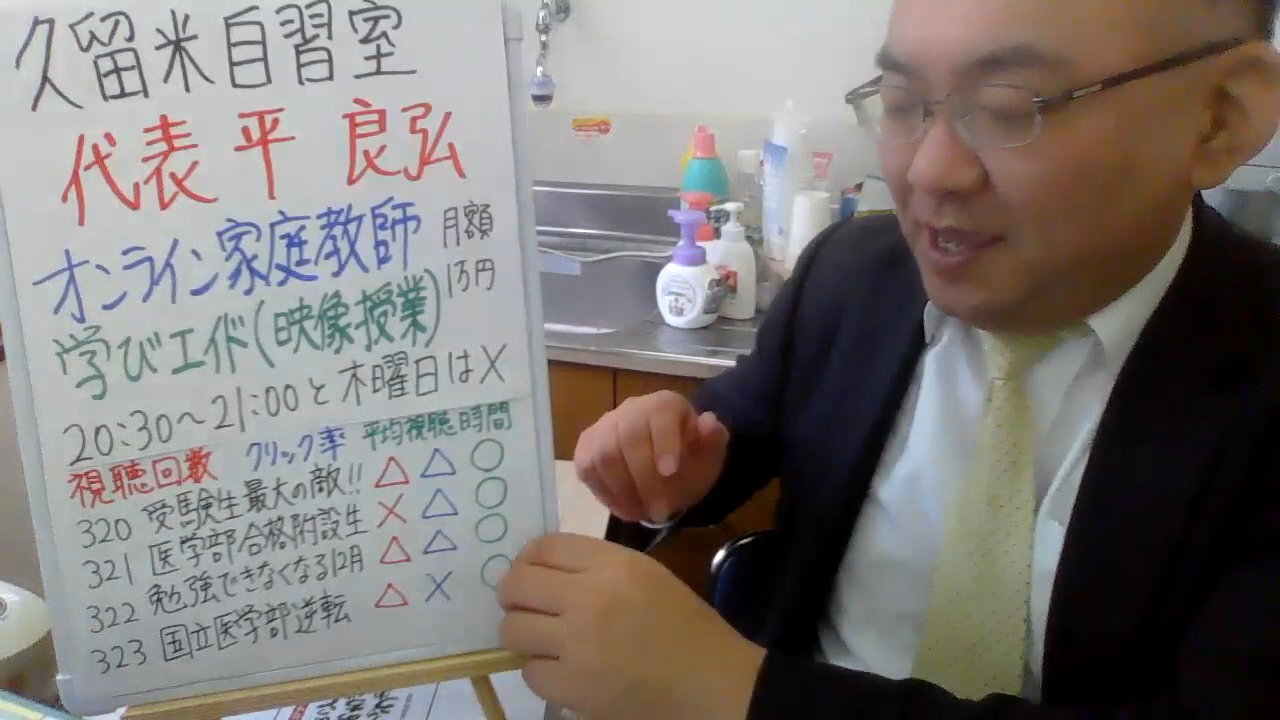 久留米自習室
代表 平 良弘
オンライン家庭教師 月額
学びエイド(映像授業) 1万円
20:30〜21:00と木曜日は×
視聴回数 クリック率 平均視聴時間
320 受験生最大の敵!! △ △ ○
321 医学部合格附設生 × △ ○
322 勉強できなくなる12月 △ △ ○
323 国立医学部逆転 △ × ○